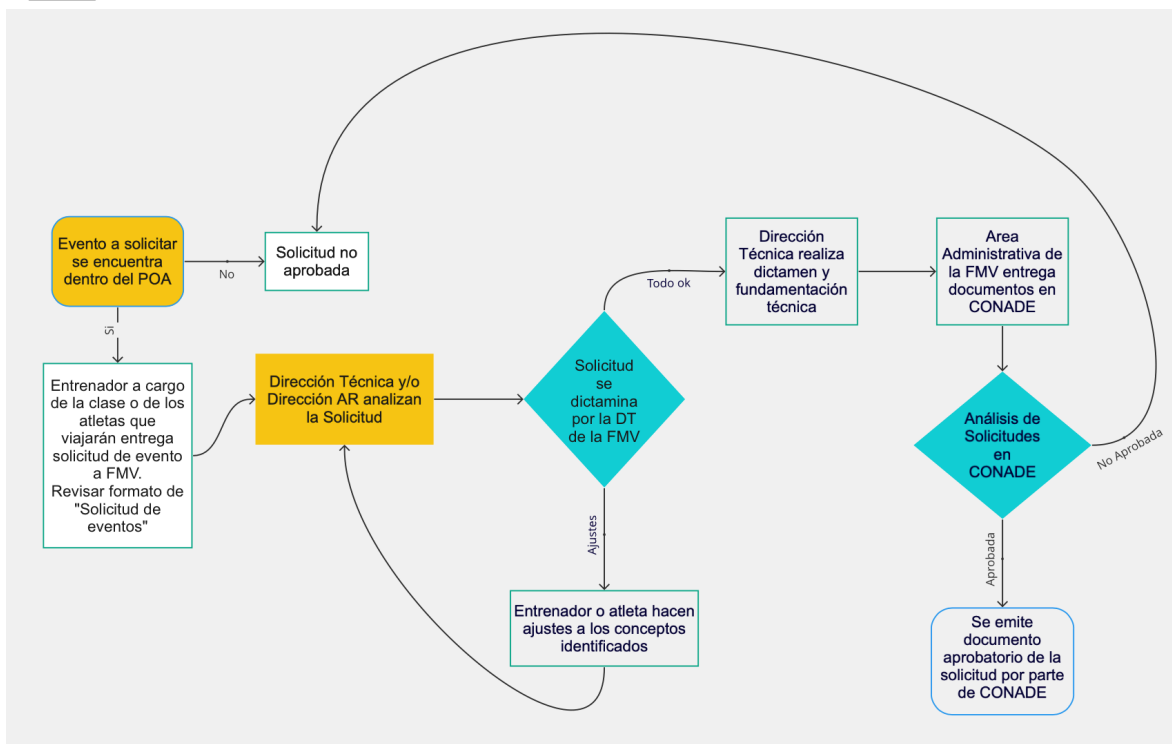 Evento a solicitar
se encuentra
dentro del POA
No
Solicitud no
aprobada
Si
Entrenador a cargo
de la clase o de los
atletas que
viajarán entrega
solicitud de evento
a FMV.
Revisar formato de
"Solicitud de
eventos"
Dirección Técnica y/o
Dirección AR analizan
la Solicitud
Solicitud
se
dictamina
por la DT
de la FMV
Todo ok
Ajustes
Entrenador o atleta hacen
ajustes a los conceptos
identificados
Dirección
Técnica realiza
dictamen y
fundamentación
técnica
Area
Administrativa de
la FMV entrega
documentos en
CONADE
Análisis de
Solicitudes
en
CONADE
No Aprobada
Aprobada
Se emite
documento
aprobatorio de la
solicitud por parte
de CONADE